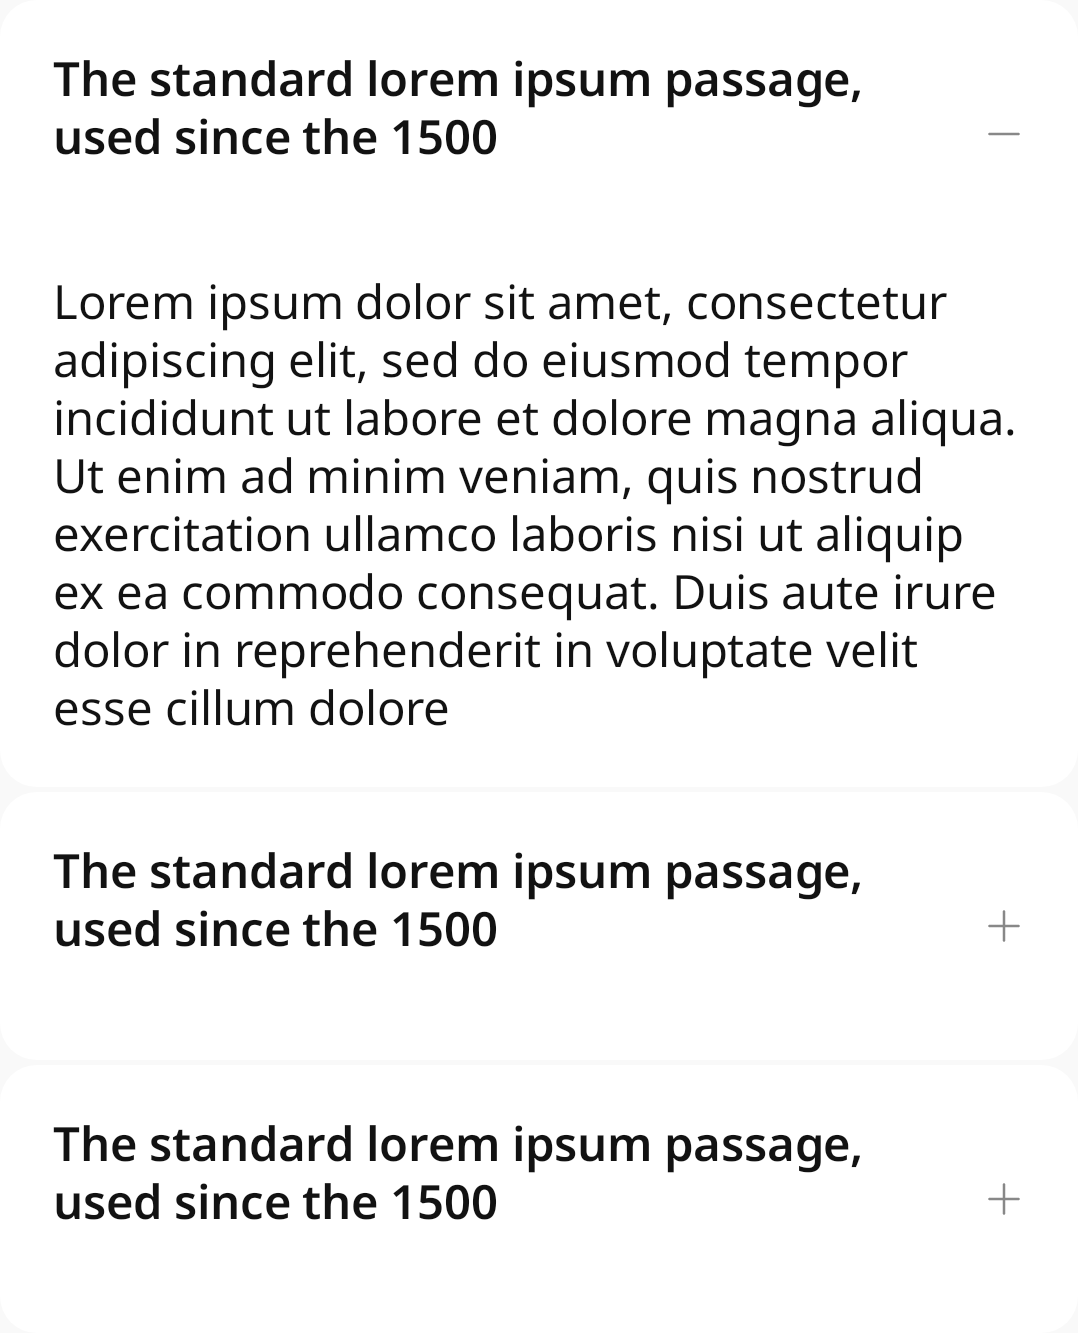 The standard lorem ipsum passage,
used since the 1500
Lorem ipsum dolor sit amet, consectetur
adipiscing elit, sed do eiusmod tempor
incididunt ut labore et dolore magna aliqua.
Ut enim ad minim veniam, quis nostrud
exercitation ullamco laboris nisi ut aliquip
ex ea commodo consequat. Duis aute irure
dolor in reprehenderit in voluptate velit
esse cillum dolore
The standard lorem ipsum passage,
used since the 1500
The standard lorem ipsum passage,
used since the 1500